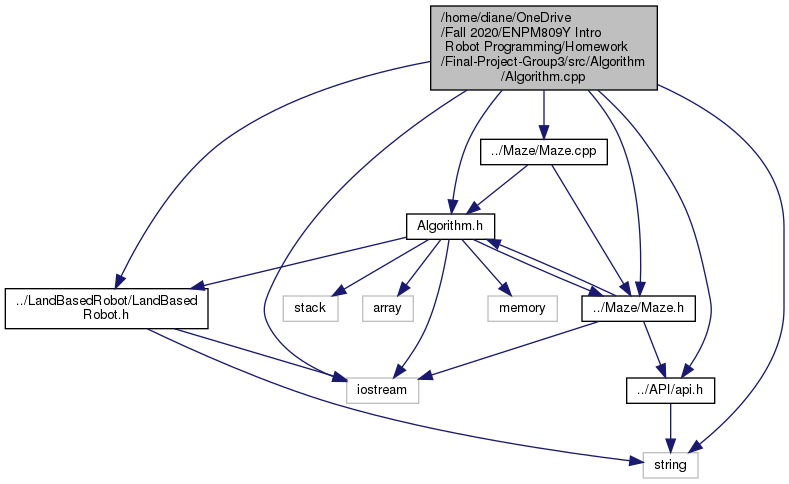 /home/diane/OneDrive
/Fall 2020/ENPM809Y Intro
Robot Programming/Homework
/Final-Project-Group3/src/Algorithm
/Algorithm.cpp
../Maze/Maze.cpp
Algorithm.h
../LandBasedRobot/LandBased
Robot.h
stack
array
memory
../Maze/Maze.h
iostream
../API/api.h
string